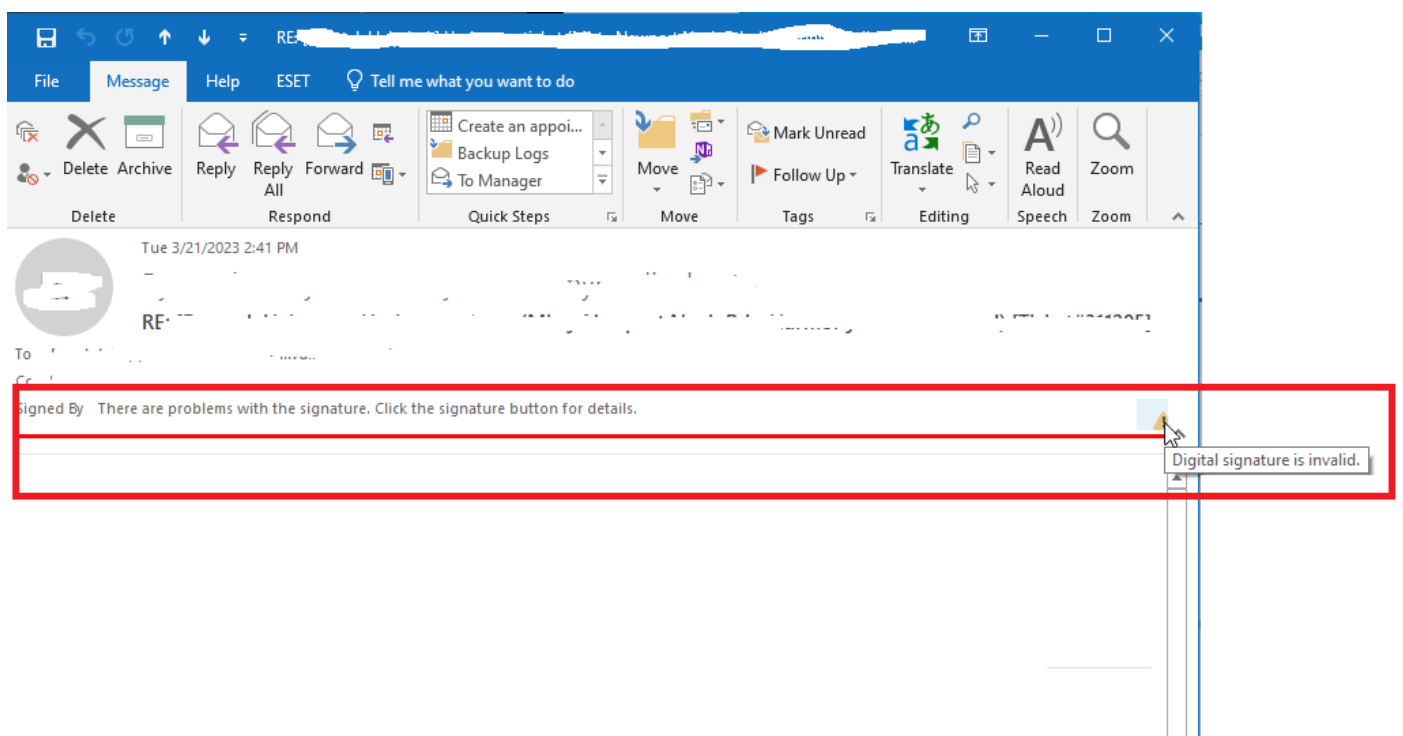 RE:
File Message Help ESET Tell me what you want to do
Create an appoi...
Backup Logs
To Manager
Delete Archive
Reply Reply All Forward
Move
Mark Unread
Follow Up
Translate
Read Aloud
Zoom
Delete Respond Quick Steps Move Tags Editing Speech Zoom
Tue 3/21/2023 2:41 PM
RE:
To
Signed By There are problems with the signature. Click the signature button for details.
Digital signature is invalid.